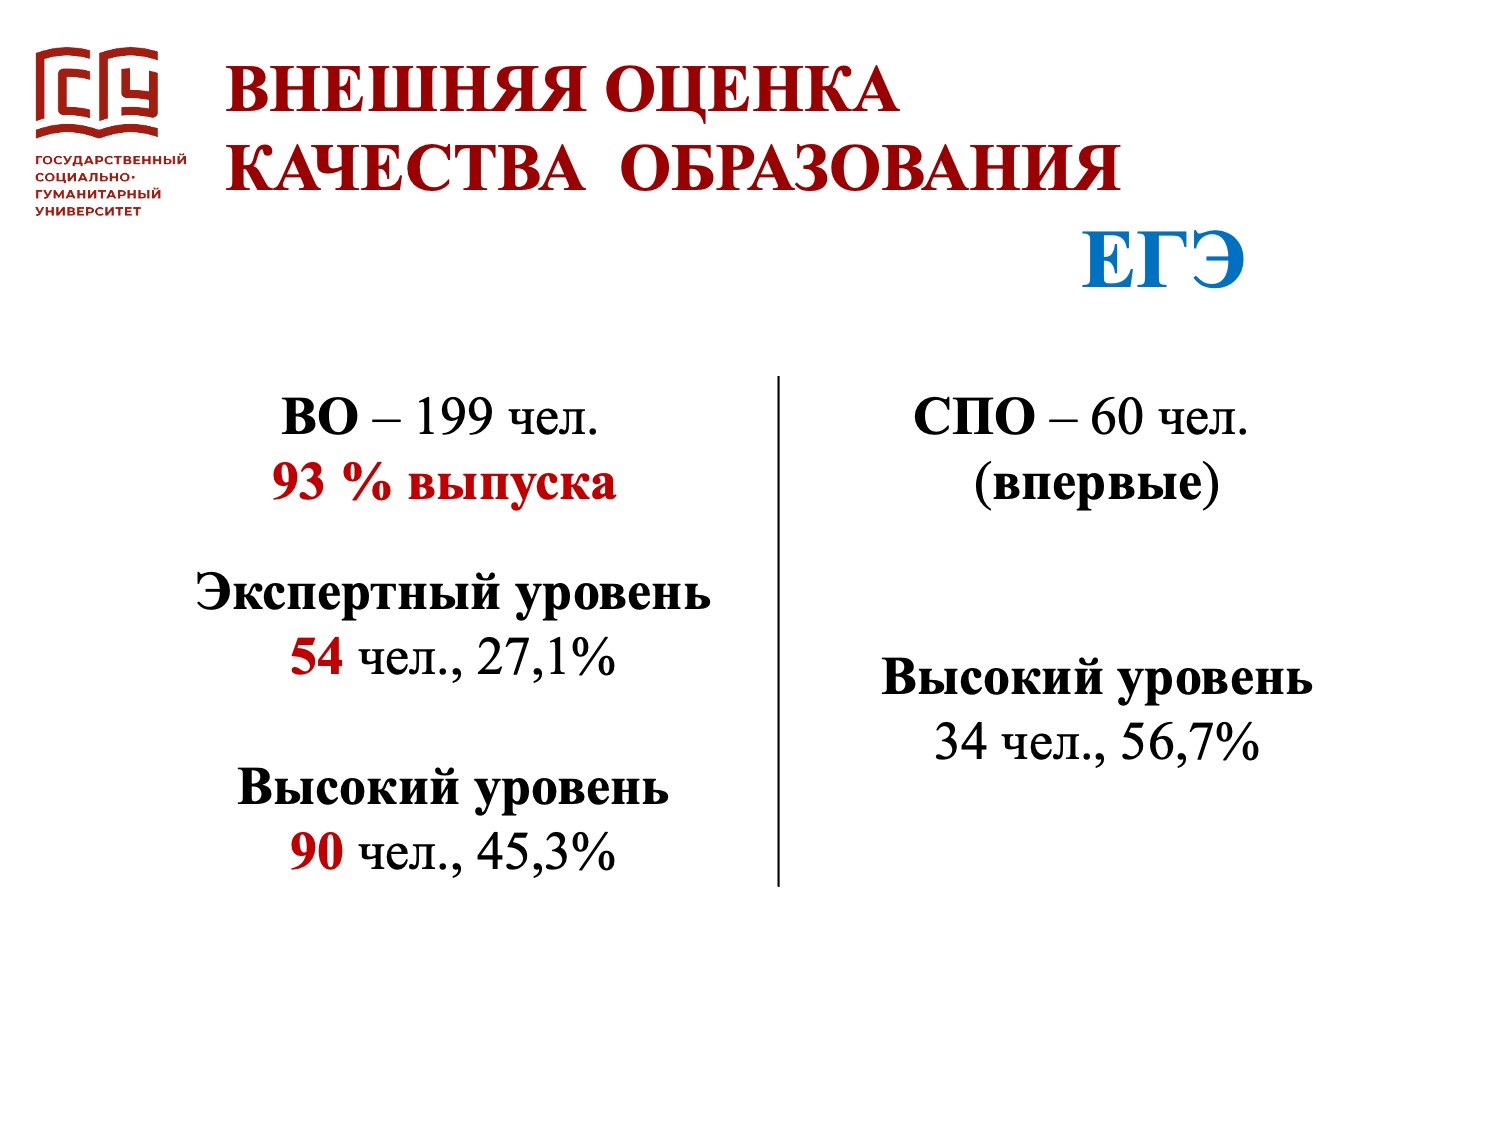 ГСГУ
ГОСУДАРСТВЕННЫЙ
СОЦИАЛЬНО-
ГУМАНИТАРНЫЙ
УНИВЕРСИТЕТ
ВНЕШНЯЯ ОЦЕНКА
КАЧЕСТВА ОБРАЗОВАНИЯ
ЕГЭ
ВО – 199 чел.
93 % выпуска
Экспертный уровень
54 чел., 27,1%
Высокий уровень
90 чел., 45,3%
СПО – 60 чел.
(впервые)
Высокий уровень
34 чел., 56,7%